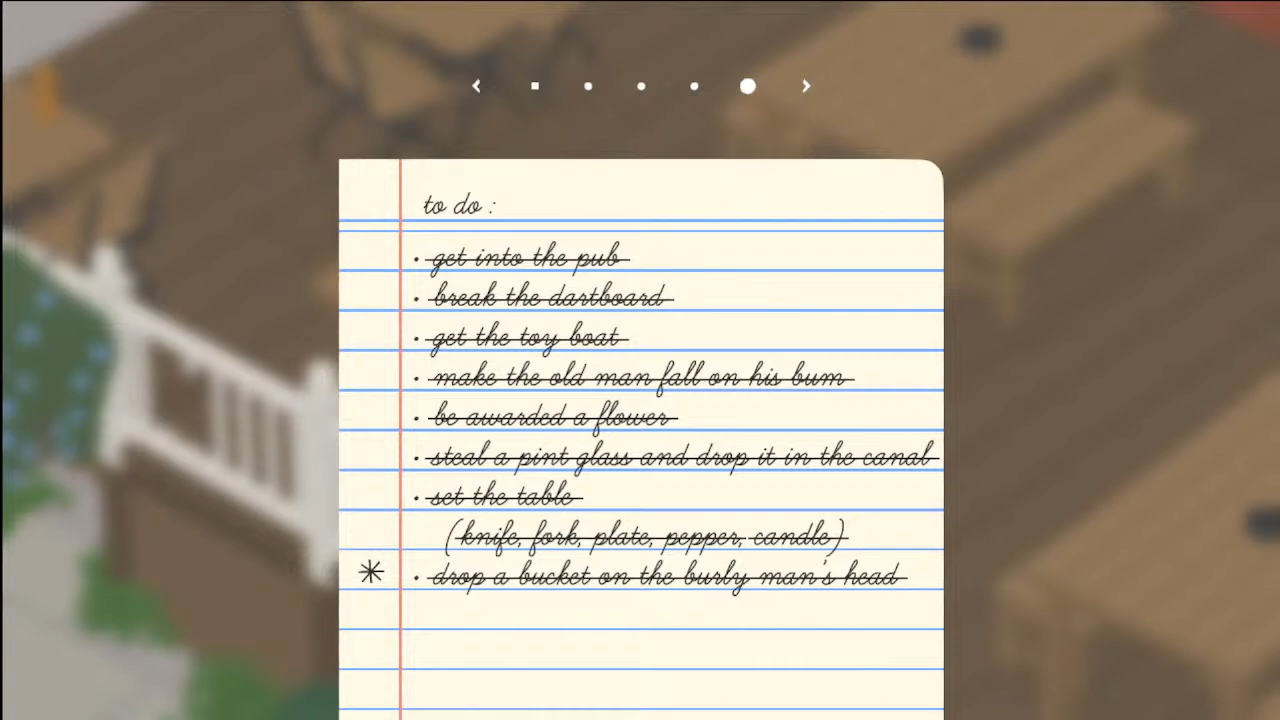 to do :
• get into the pub
• break the dartboard
• get the toy boat
• make the old man fall on his bum
• be awarded a flower
• steal a pint glass and drop it in the canal
• set the table
(knife, fork, plate, pepper, candle)
* • drop a bucket on the burly man's head